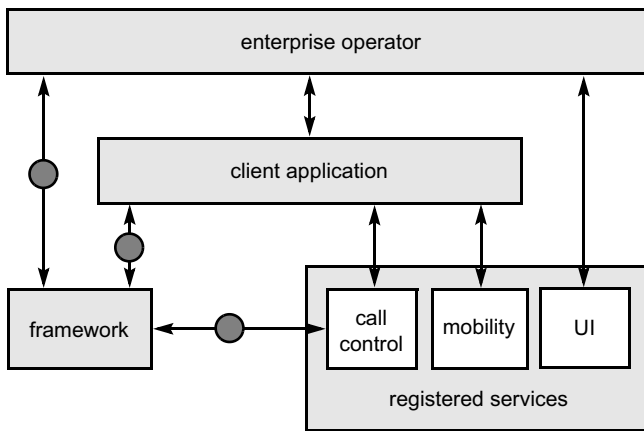 enterprise operator
client application
framework
call
control
mobility
UI
registered services